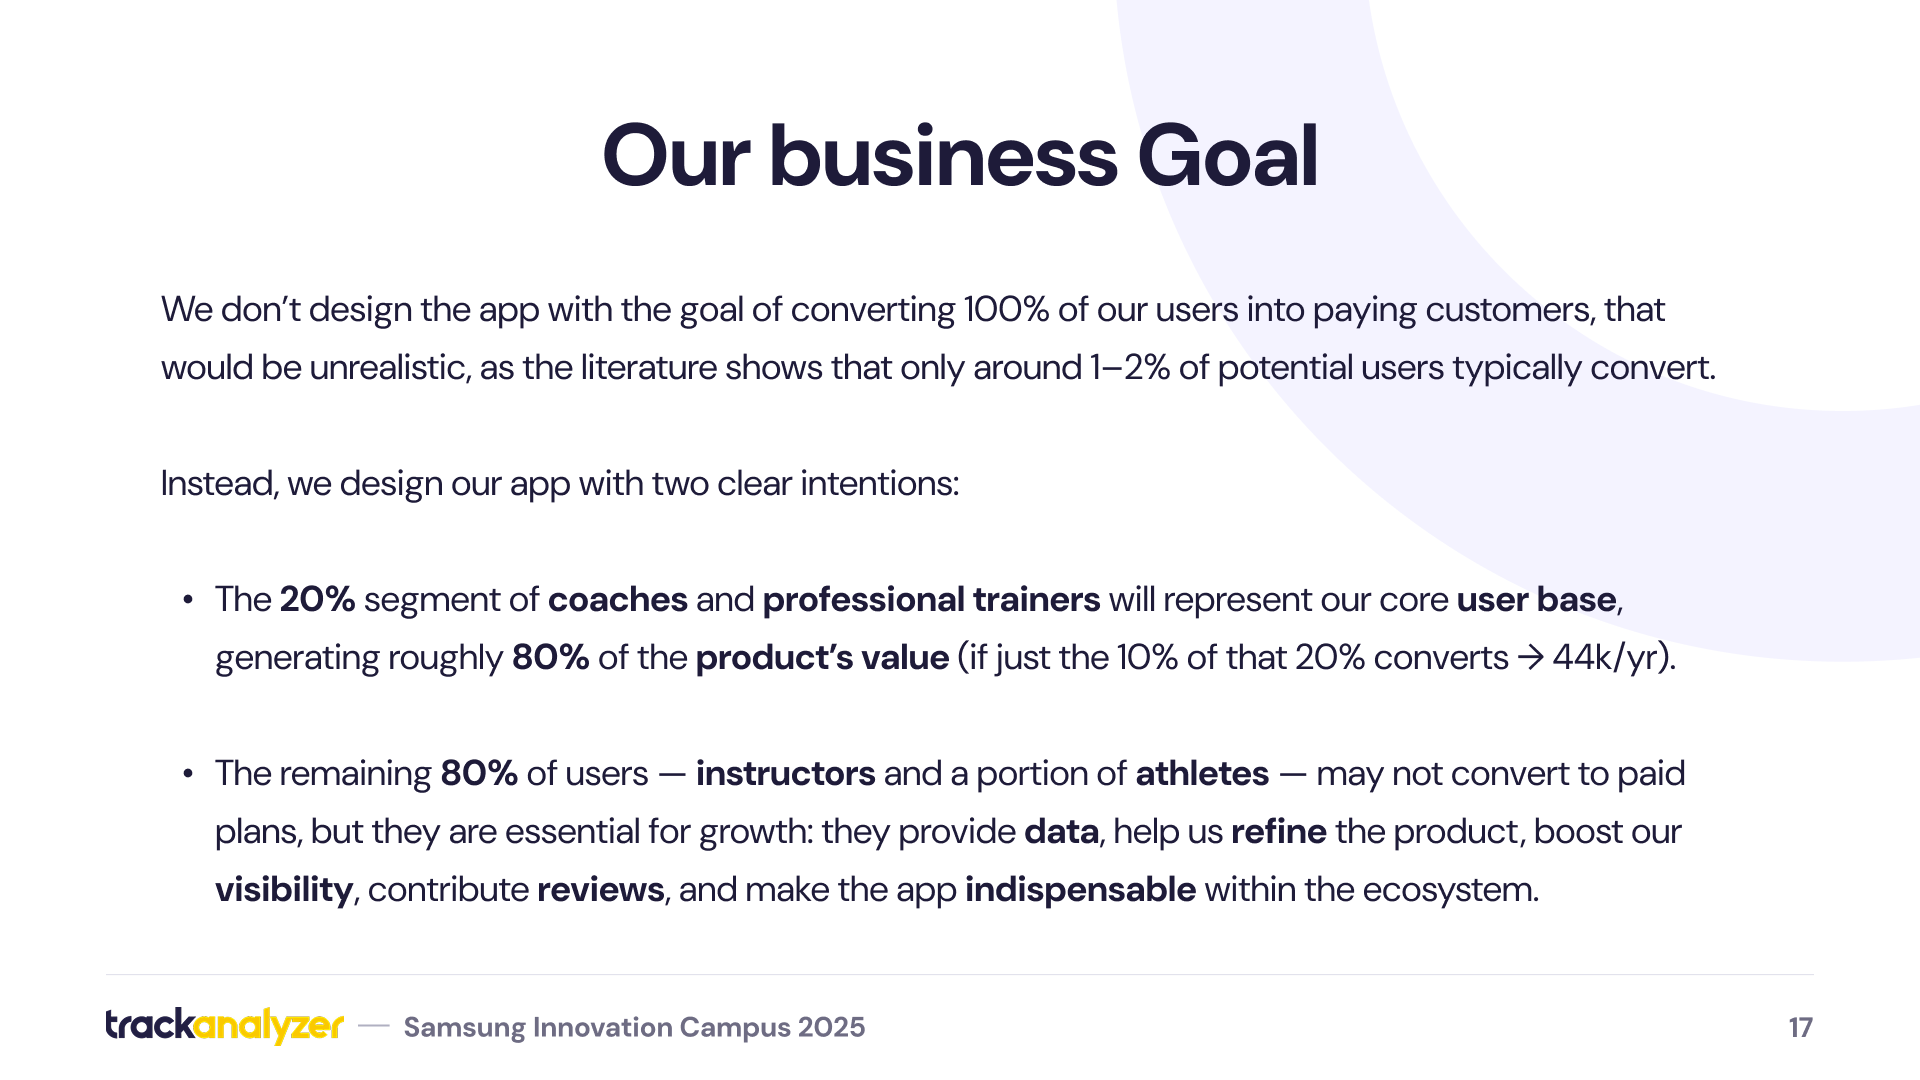 Our business Goal
We don’t design the app with the goal of converting 100% of our users into paying customers, that
would be unrealistic, as the literature shows that only around 1–2% of potential users typically convert.
Instead, we design our app with two clear intentions:
• The 20% segment of coaches and professional trainers will represent our core user base,
generating roughly 80% of the product’s value (if just the 10% of that 20% converts → 44k/yr).
• The remaining 80% of users — instructors and a portion of athletes — may not convert to paid
plans, but they are essential for growth: they provide data, help us refine the product, boost our
visibility, contribute reviews, and make the app indispensable within the ecosystem.
trackanalyzer — Samsung Innovation Campus 2025
17